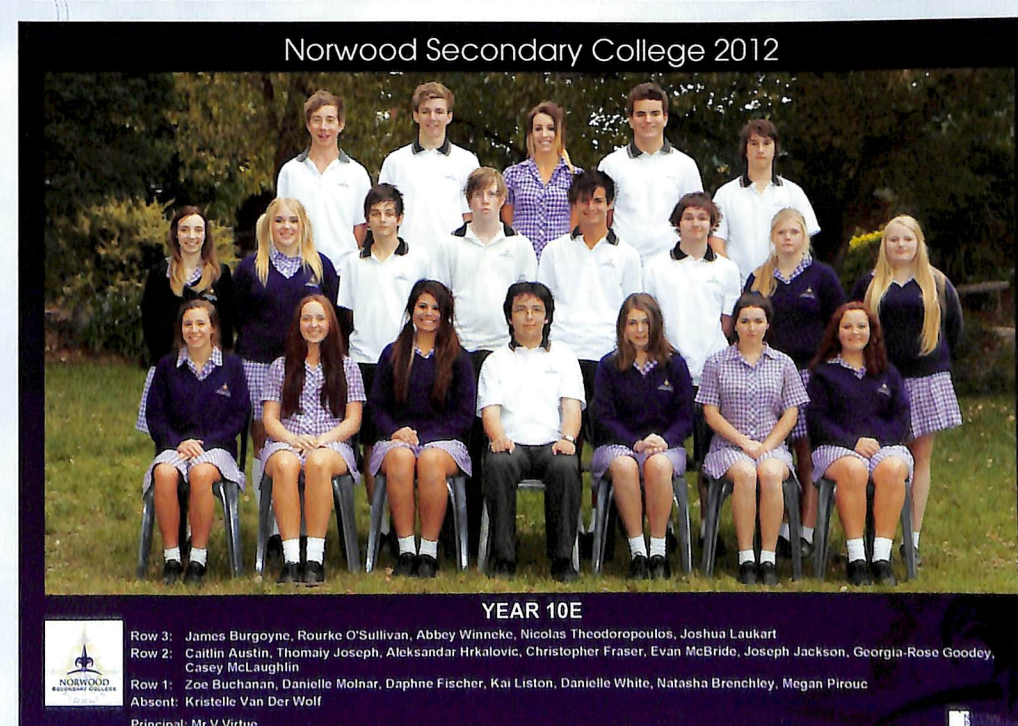 Norwood Secondary College 2012
YEAR 10E
Row 3: James Burgoyne, Rourke O'Sullivan, Abbey Winneke, Nicolas Theodoropoulos, Joshua Laukart
Row 2: Caitlin Austin, Thomaiy Joseph, Aleksandar Hrkalovic, Christopher Fraser, Evan McBride, Joseph Jackson, Georgia-Rose Goodey,
Casey McLaughlin
Row 1: Zoe Buchanan, Danielle Molnar, Daphne Fischer, Kai Liston, Danielle White, Natasha Brenchley, Megan Pirouc
Absent: Kristelle Van Der Wolf
Principal: Mr V Virtue
NORWOOD
SECONDARY COLLEGE